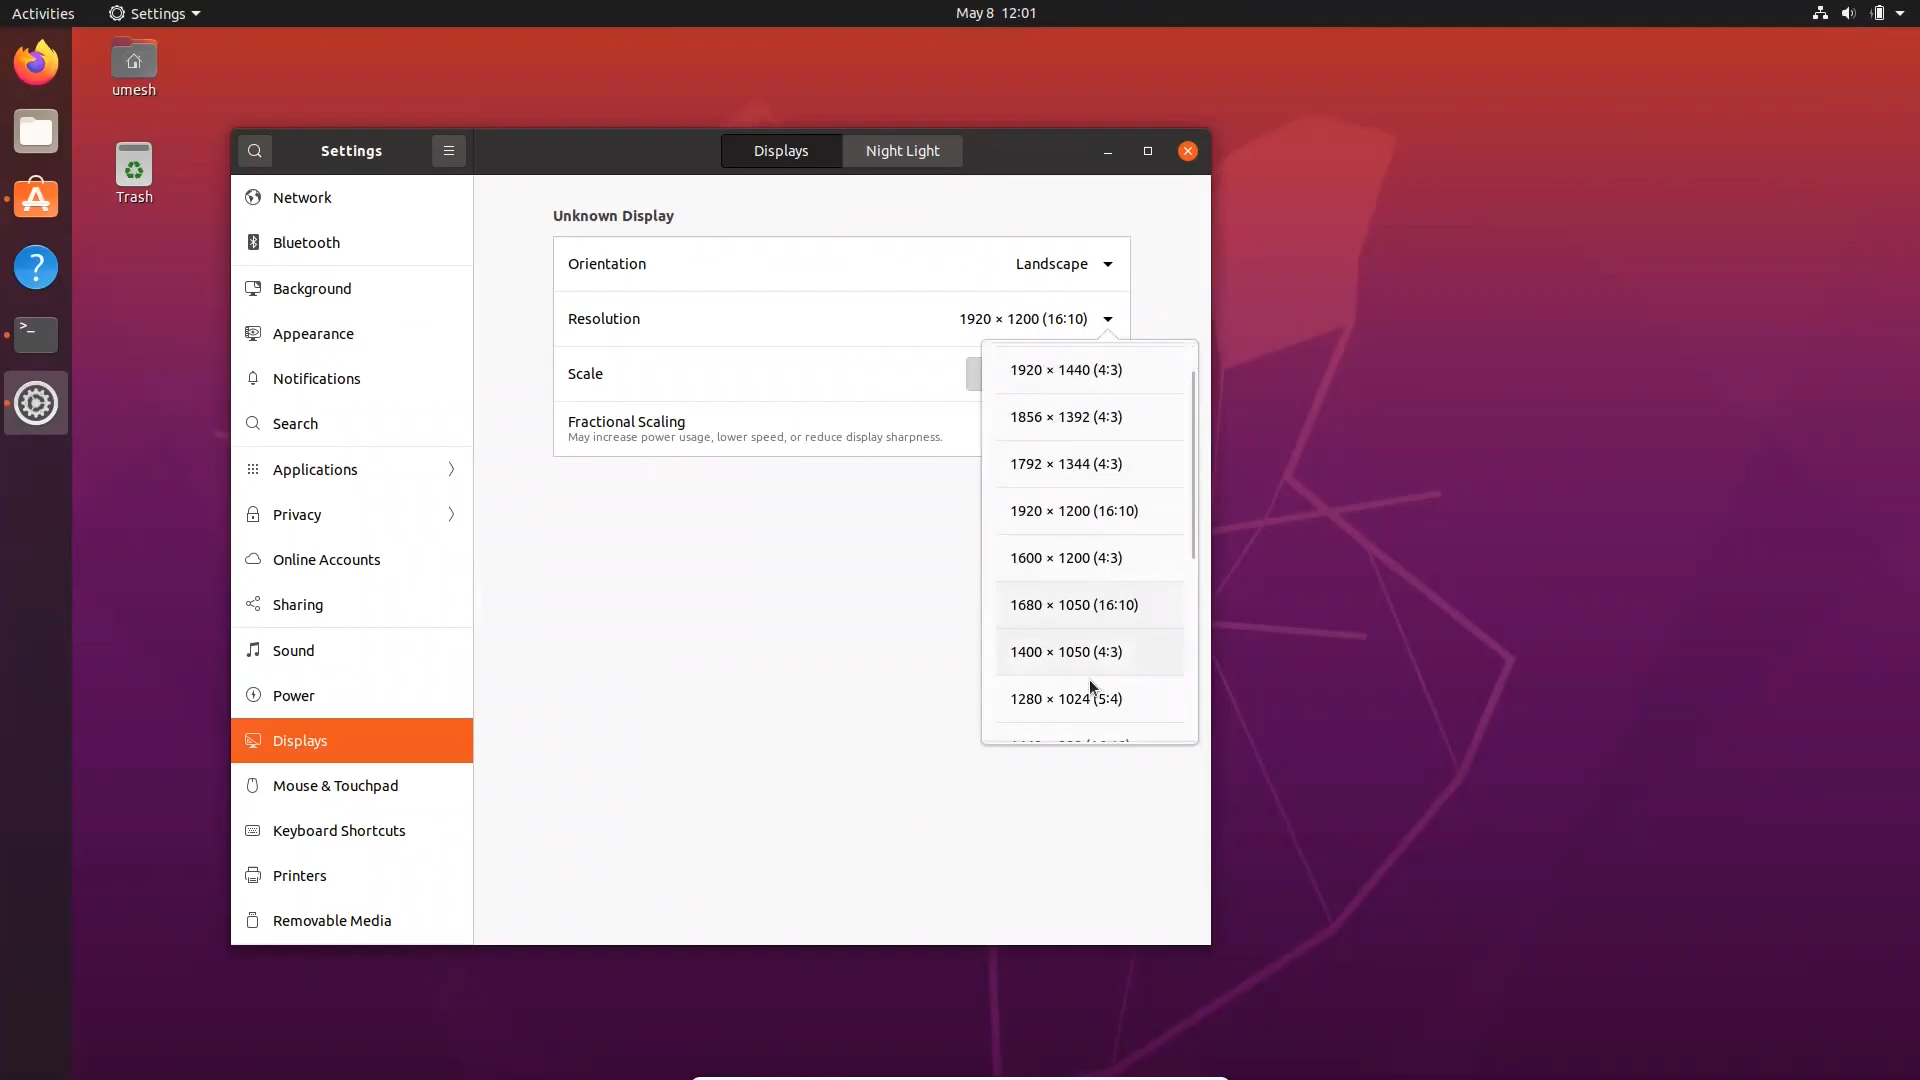 Activities
Settings
May 8 12:01
umesh
Trash
Settings
Displays
Night Light
Network
Bluetooth
Background
Appearance
Notifications
Search
Applications
Privacy
Online Accounts
Sharing
Sound
Power
Displays
Mouse & Touchpad
Keyboard Shortcuts
Printers
Removable Media
Unknown Display
Orientation
Landscape
Resolution
1920 × 1200 (16:10)
Scale
Fractional Scaling
May increase power usage, lower speed, or reduce display sharpness.
1920 × 1440 (4:3)
1856 × 1392 (4:3)
1792 × 1344 (4:3)
1920 × 1200 (16:10)
1600 × 1200 (4:3)
1680 × 1050 (16:10)
1400 × 1050 (4:3)
1280 × 1024 (5:4)